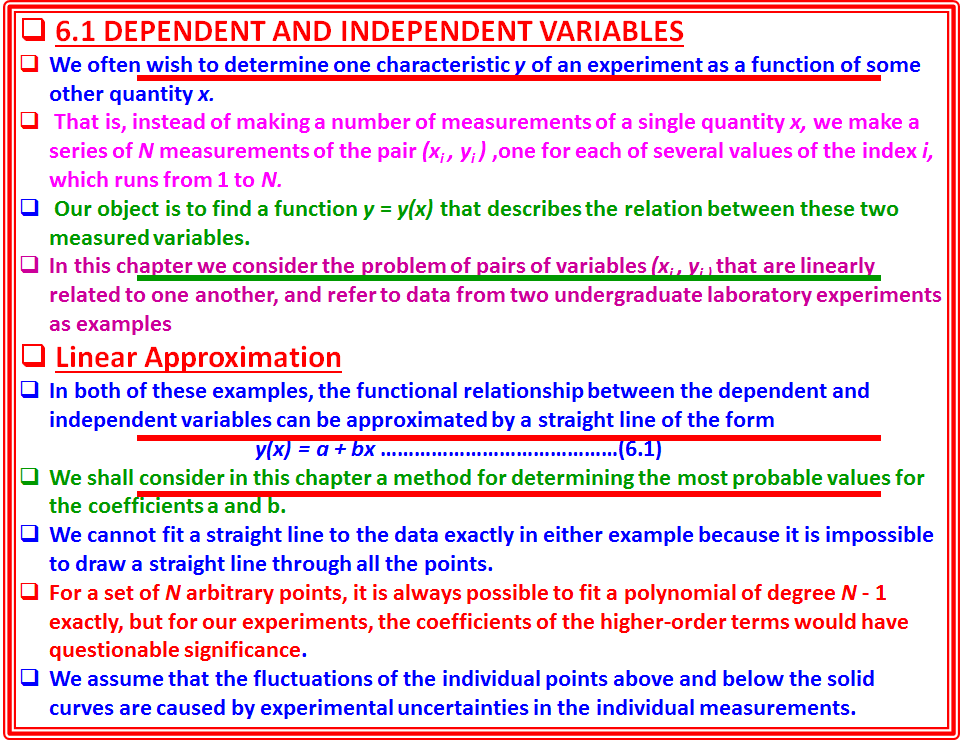 ❑ 6.1 DEPENDENT AND INDEPENDENT VARIABLES
❑ We often wish to determine one characteristic y of an experiment as a function of some
other quantity x.
❑ That is, instead of making a number of measurements of a single quantity x, we make a
series of N measurements of the pair (xᵢ , yᵢ ) ,one for each of several values of the index i,
which runs from 1 to N.
❑ Our object is to find a function y = y(x) that describes the relation between these two
measured variables.
❑ In this chapter we consider the problem of pairs of variables (xᵢ , yᵢ ) that are linearly
related to one another, and refer to data from two undergraduate laboratory experiments
as examples
❑ Linear Approximation
❑ In both of these examples, the functional relationship between the dependent and
independent variables can be approximated by a straight line of the form
y(x) = a + bx ……………………………………(6.1)
❑ We shall consider in this chapter a method for determining the most probable values for
the coefficients a and b.
❑ We cannot fit a straight line to the data exactly in either example because it is impossible
to draw a straight line through all the points.
❑ For a set of N arbitrary points, it is always possible to fit a polynomial of degree N - 1
exactly, but for our experiments, the coefficients of the higher-order terms would have
questionable significance.
❑ We assume that the fluctuations of the individual points above and below the solid
curves are caused by experimental uncertainties in the individual measurements.